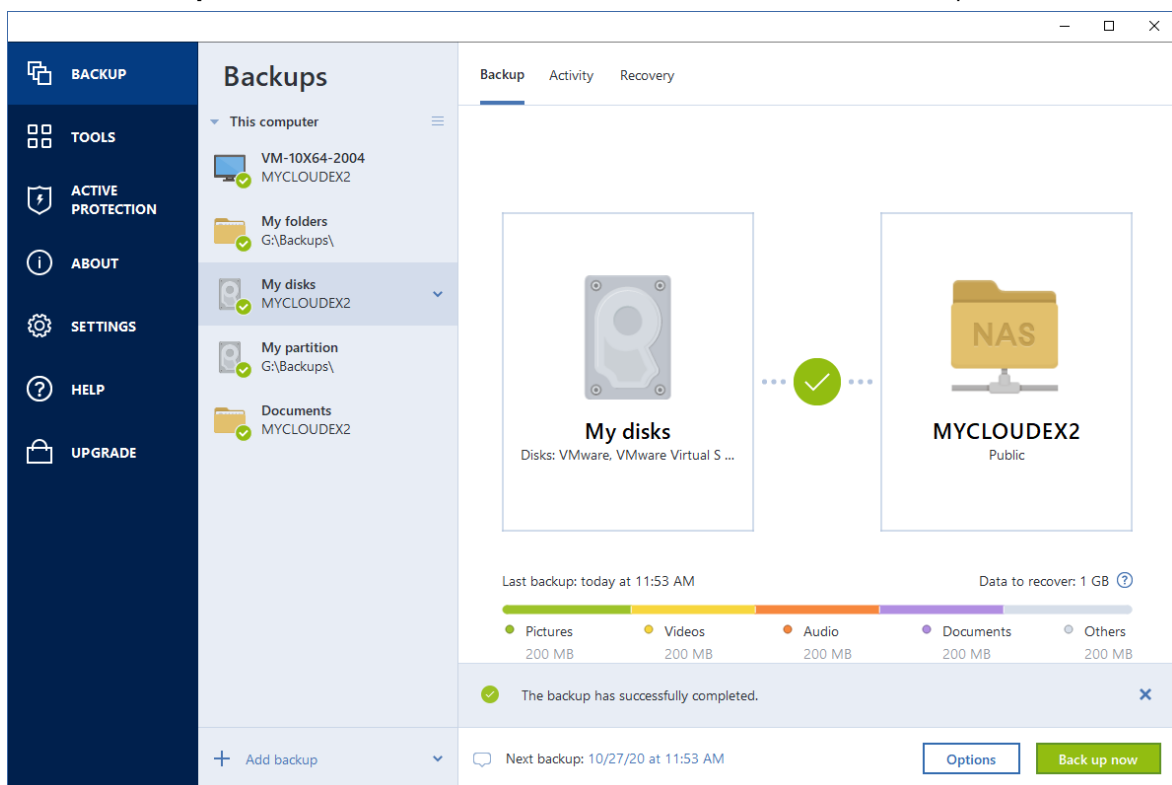 BACKUP
TOOLS
ACTIVE
PROTECTION
ABOUT
SETTINGS
HELP
UPGRADE
Backups
This computer
VM-10X64-2004
MYCLOUDEX2
My folders
G:\Backups\
My disks
MYCLOUDEX2
My partition
G:\Backups\
Documents
MYCLOUDEX2
Add backup
Backup Activity Recovery
NAS
My disks
Disks: VMware, VMware Virtual S ...
MYCLOUDEX2
Public
Last backup: today at 11:53 AM
Data to recover: 1 GB ?
Pictures Videos Audio Documents Others
200 MB 200 MB 200 MB 200 MB 200 MB
The backup has successfully completed.
Next backup: 10/27/20 at 11:53 AM
Options
Back up now